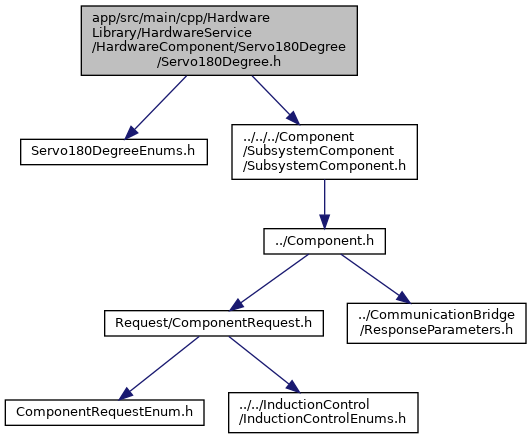 app/src/main/cpp/Hardware
Library/HardwareService
/HardwareComponent/Servo180Degree
/Servo180Degree.h
Servo180DegreeEnums.h
../../../Component
/SubsystemComponent
/SubsystemComponent.h
../Component.h
Request/ComponentRequest.h
../CommunicationBridge
/ResponseParameters.h
ComponentRequestEnum.h
../../InductionControl
/InductionControlEnums.h